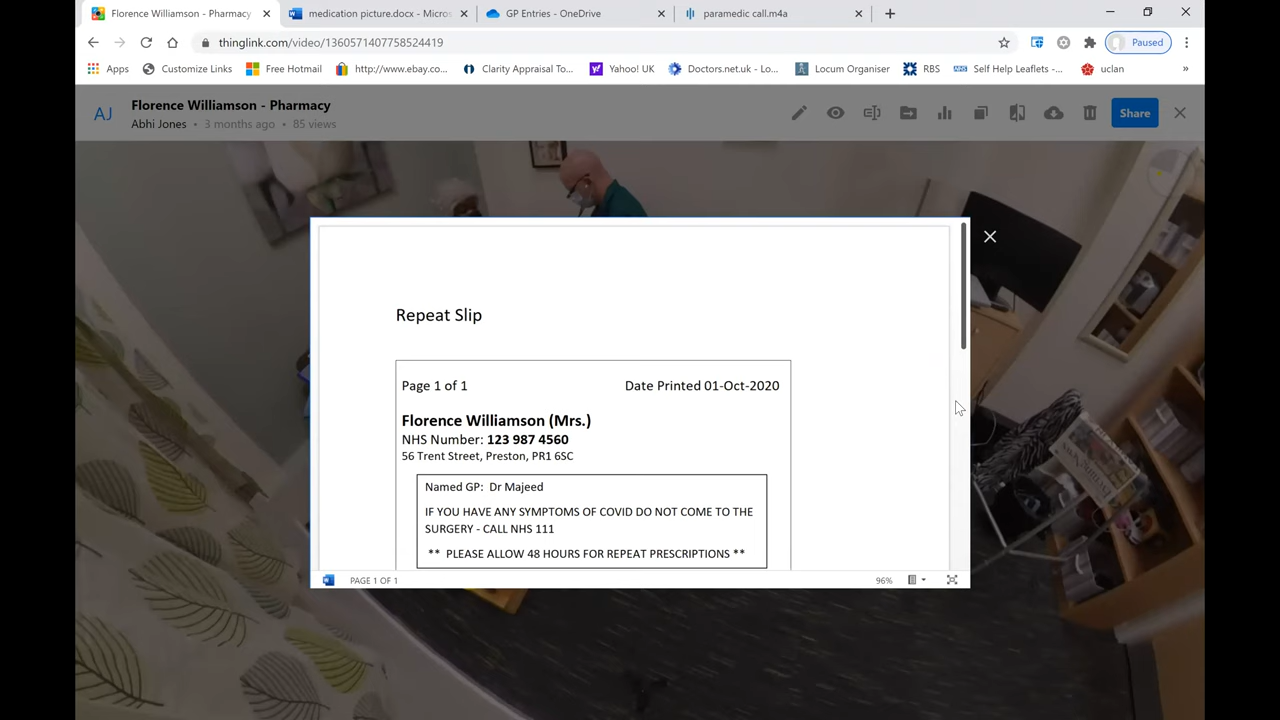 Florence Williamson - Pharmacy
medication picture.docx - Micros
GP Entries - OneDrive
paramedic call.m4a
thinglink.com/video/1360571407758524419
Paused
Apps
Customize Links
Free Hotmail
http://www.ebay.co...
Clarity Appraisal To...
Yahoo! UK
Doctors.net.uk - Lo...
Locum Organiser
RBS
Self Help Leaflets -...
uclan
»
AJ
Florence Williamson - Pharmacy
Abhi Jones • 3 months ago • 85 views
Share
Repeat Slip
Page 1 of 1
Date Printed 01-Oct-2020
Florence Williamson (Mrs.)
NHS Number: 123 987 4560
56 Trent Street, Preston, PR1 6SC
Named GP: Dr Majeed
IF YOU HAVE ANY SYMPTOMS OF COVID DO NOT COME TO THE
SURGERY - CALL NHS 111
** PLEASE ALLOW 48 HOURS FOR REPEAT PRESCRIPTIONS **
PAGE 1 OF 1
96%